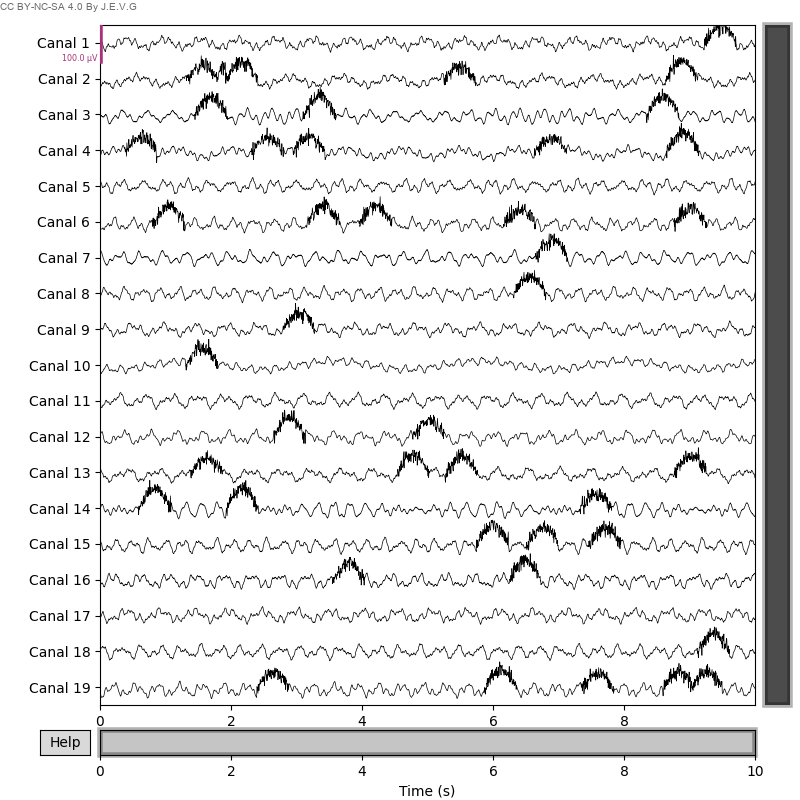 CC BY-NC-SA 4.0 By J.E.V.G
Canal 1
100.0 µV
Canal 2
Canal 3
Canal 4
Canal 5
Canal 6
Canal 7
Canal 8
Canal 9
Canal 10
Canal 11
Canal 12
Canal 13
Canal 14
Canal 15
Canal 16
Canal 17
Canal 18
Canal 19
0 2 4 6 8
Help
0 2 4 6 8 10
Time (s)